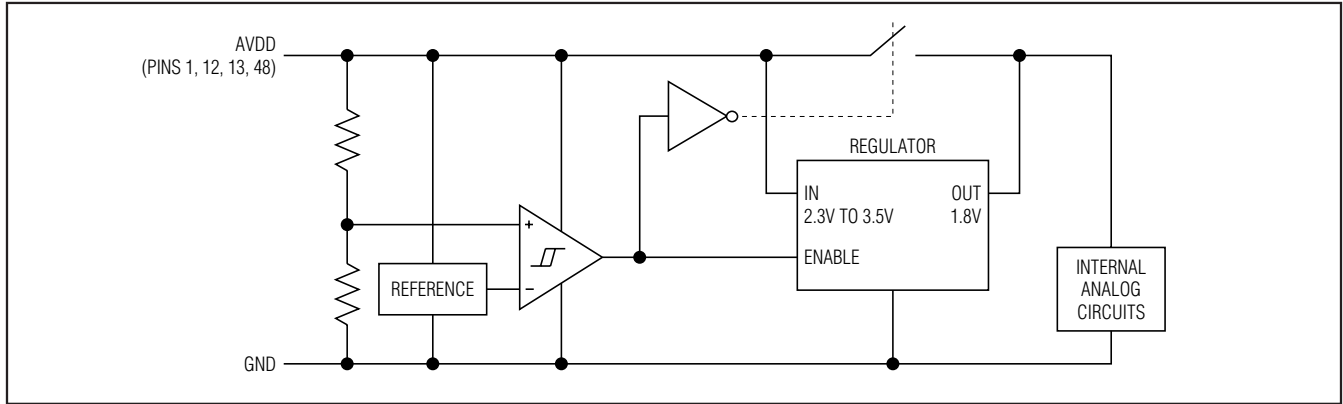 AVDD
(PINS 1, 12, 13, 48)
REGULATOR
IN
OUT
2.3V TO 3.5V
1.8V
+
ENABLE
REFERENCE
−
INTERNAL
ANALOG
CIRCUITS
GND